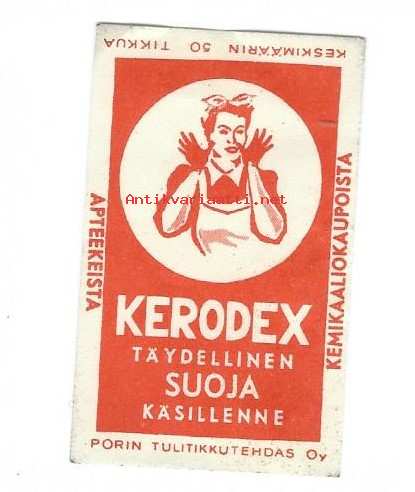 KESKIMÄÄRIN 50 TIKKUA
APTEEKEISTA
KEMIKAALIOKAUPOISTA
Antikvariaatti.net
KERODEX
TÄYDELLINEN
SUOJA
KÄSILLENNE
PORIN TULITIKKUTEHDAS Oy